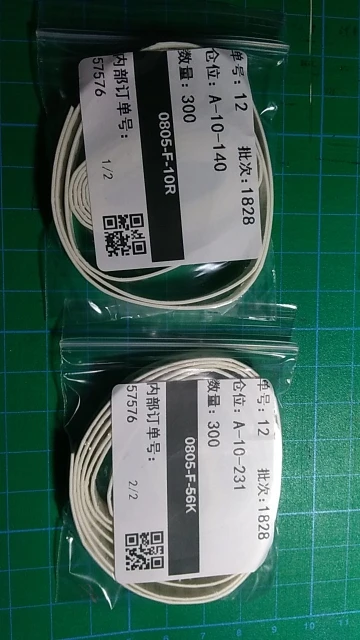 单号: 12
批次:1828
仓位: A-10-140
数量: 300
0805-F-10R
内部订单号:
1/2
57576
单号: 12
批次:1828
仓位: A-10-231
数量: 300
0805-F-56K
内部订单号:
2/2
57576